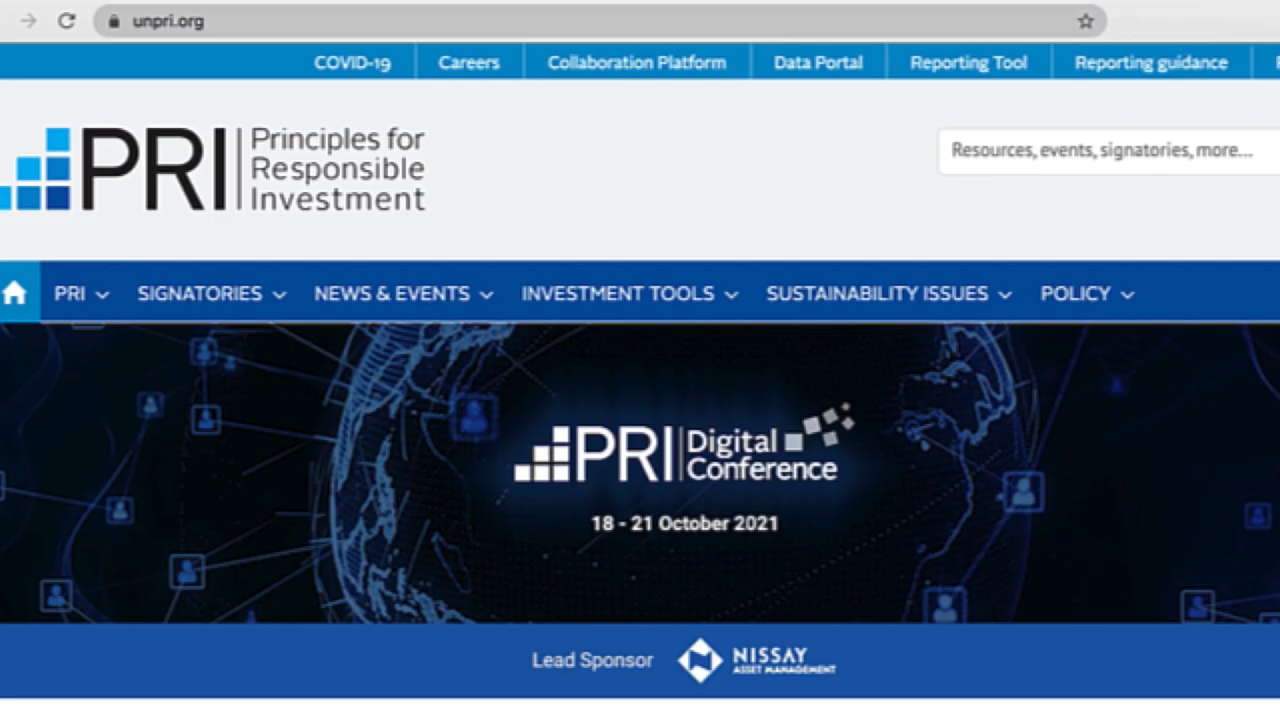 unpri.org
COVID-19 Careers Collaboration Platform Data Portal Reporting Tool Reporting guidance
PRI Principles for
Responsible
Investment
Resources, events, signatories, more...
PRI SIGNATORIES NEWS & EVENTS INVESTMENT TOOLS SUSTAINABILITY ISSUES POLICY
PRI Digital
Conference
18 - 21 October 2021
Lead Sponsor NISSAY
ASSET MANAGEMENT